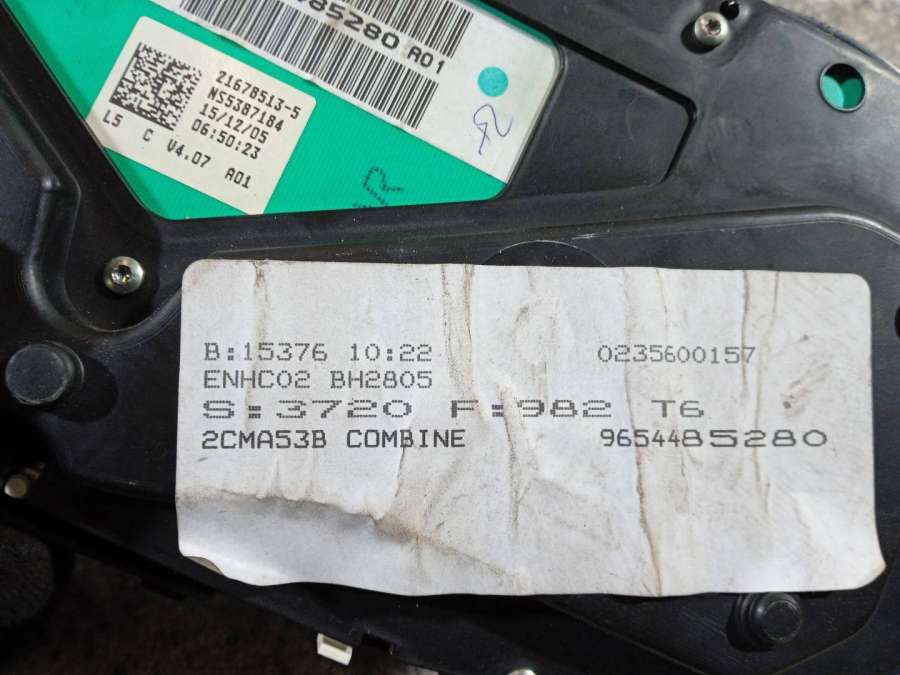 85280 A01
21678513-5
NS5387184
15/12/05
06:50:23
L5 C V4.07 A01
B:15376 10:22 0235600157
ENHC02 BH2805
S:3720 F:982 T6
2CMA53B COMBINE 9654485280